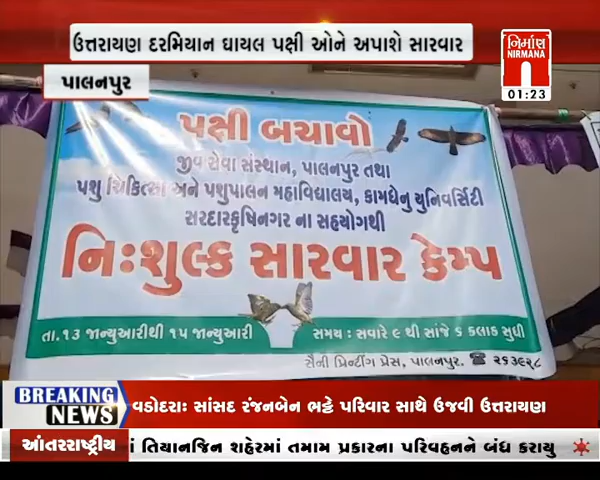 ઉત્તરાયણ દરમિયાન ઘાયલ પક્ષી ઓને અપાશે સારવાર
નિર્માણ
NIRMANA
01:23
પાલનપુર
પક્ષી બચાવો
જીવ સેવા સંસ્થાન, પાલનપુર તથા
પશુ ચિકિત્સા અને પશુપાલન મહાવિદ્યાલય, કામધેનુ યુનિવર્સિટી
સરદારકૃષિનગર ના સહયોગથી
નિઃશુલ્ક સારવાર કેમ્પ
તા.૧૩ જાન્યુઆરીથી ૧૫ જાન્યુઆરી
સમય : સવારે ૯ થી સાંજે ૬ કલાક સુધી
સૈની પ્રિન્ટીંગ પ્રેસ, પાલનપુર. ☎ ૨૬૩૯૨૮
BREAKING NEWS
વડોદરાઃ સાંસદ રંજનબેન ભટ્ટે પરિવાર સાથે ઉજવી ઉત્તરાયણ
આંતરરાષ્ટ્રીય
તિયાનજિન શહેરમાં તમામ પ્રકારના પરિવહનને બંધ કરાયુ